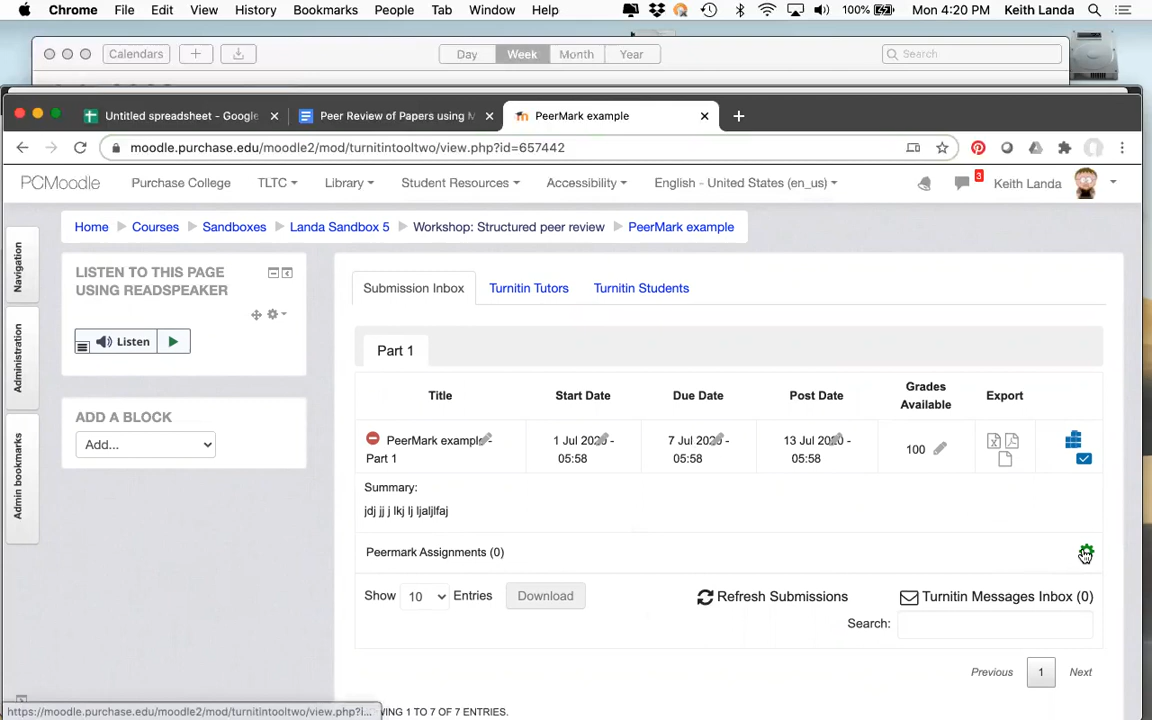 Chrome File Edit View History Bookmarks People Tab Window Help 100% Mon 4:20 PM Keith Landa
Calendars Day Week Month Year Search
Untitled spreadsheet - Google Peer Review of Papers using M PeerMark example
moodle.purchase.edu/moodle2/mod/turnitintooltwo/view.php?id=657442
PCMoodle Purchase College TLTC Library Student Resources Accessibility English - United States (en_us) 3 Keith Landa
Home Courses Sandboxes Landa Sandbox 5 Workshop: Structured peer review PeerMark example
Navigation
Administration
Admin bookmarks
LISTEN TO THIS PAGE
USING READSPEAKER
Listen
ADD A BLOCK
Add...
Submission Inbox Turnitin Tutors Turnitin Students
Part 1
Title Start Date Due Date Post Date Grades Available Export
PeerMark example - Part 1 1 Jul 2020 - 05:58 7 Jul 2020 - 05:58 13 Jul 2020 - 05:58 100
Summary:
jdj jj j lkj lj ljaljlfaj
Peermark Assignments (0)
Show 10 Entries Download Refresh Submissions Turnitin Messages Inbox (0)
Search:
Previous 1 Next
https://moodle.purchase.edu/moodle2/mod/turnitintooltwo/view.php?i... WING 1 TO 7 OF 7 ENTRIES.